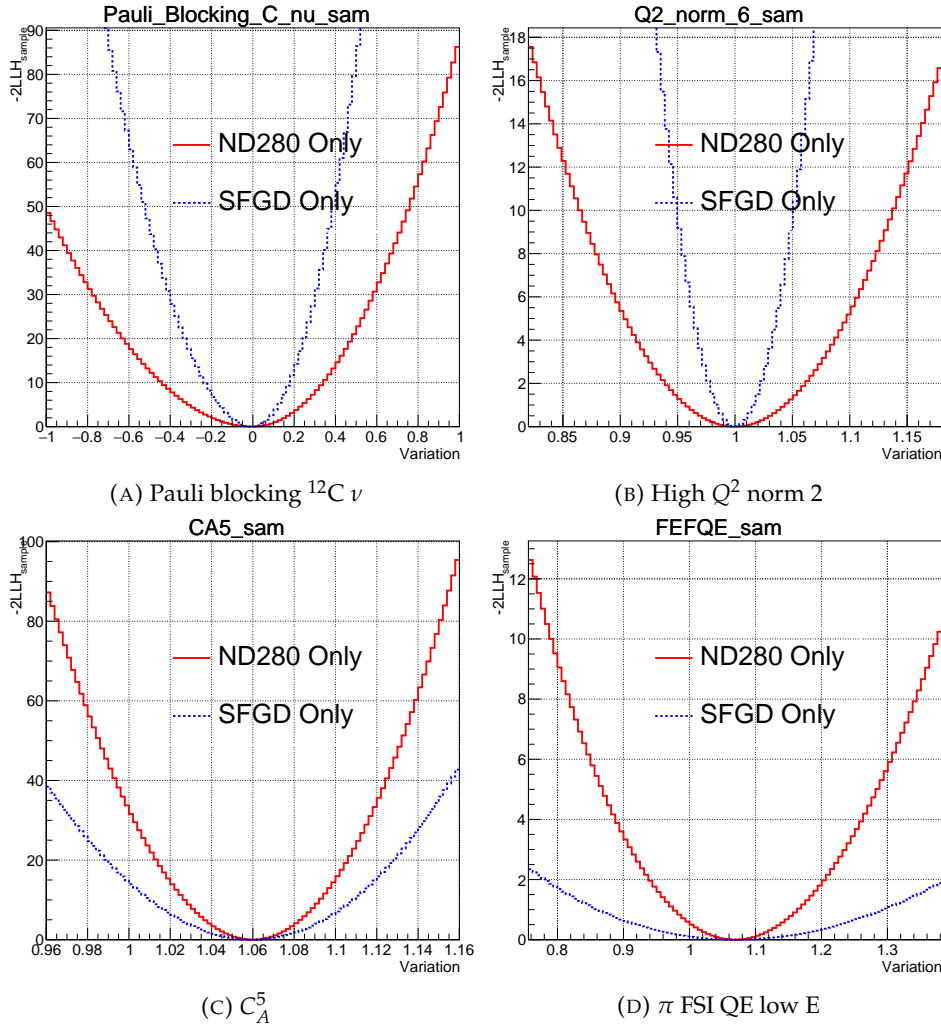 Pauli_Blocking_C_nu_sam
-2LLH_sample
90
80
70
60
50
40
30
20
10
0
ND280 Only
SFGD Only
−1 −0.8 −0.6 −0.4 −0.2 0 0.2 0.4 0.6 0.8 1
Variation
(A) Pauli blocking ¹²C ν
Q2_norm_6_sam
-2LLH_sample
18
16
14
12
10
8
6
4
2
0
ND280 Only
SFGD Only
0.85 0.9 0.95 1 1.05 1.1 1.15
Variation
(B) High Q² norm 2
CA5_sam
-2LLH_sample
100
80
60
40
20
0
ND280 Only
SFGD Only
0.96 0.98 1 1.02 1.04 1.06 1.08 1.1 1.12 1.14 1.16
Variation
(C) C_A^5
FEFQE_sam
-2LLH_sample
12
10
8
6
4
2
0
ND280 Only
SFGD Only
0.8 0.9 1 1.1 1.2 1.3
Variation
(D) π FSI QE low E